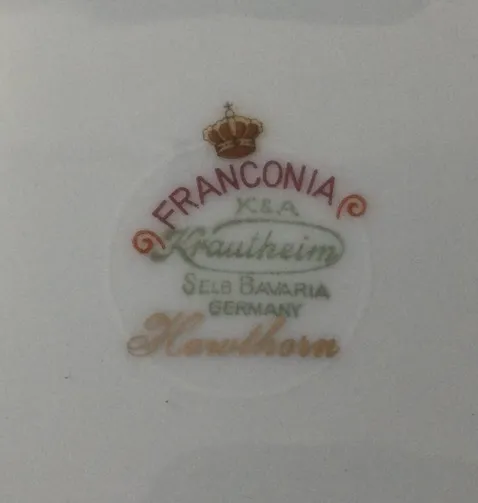 FRANCONIA
K&A
Krautheim
SELB BAVARIA
GERMANY
Hawthorn